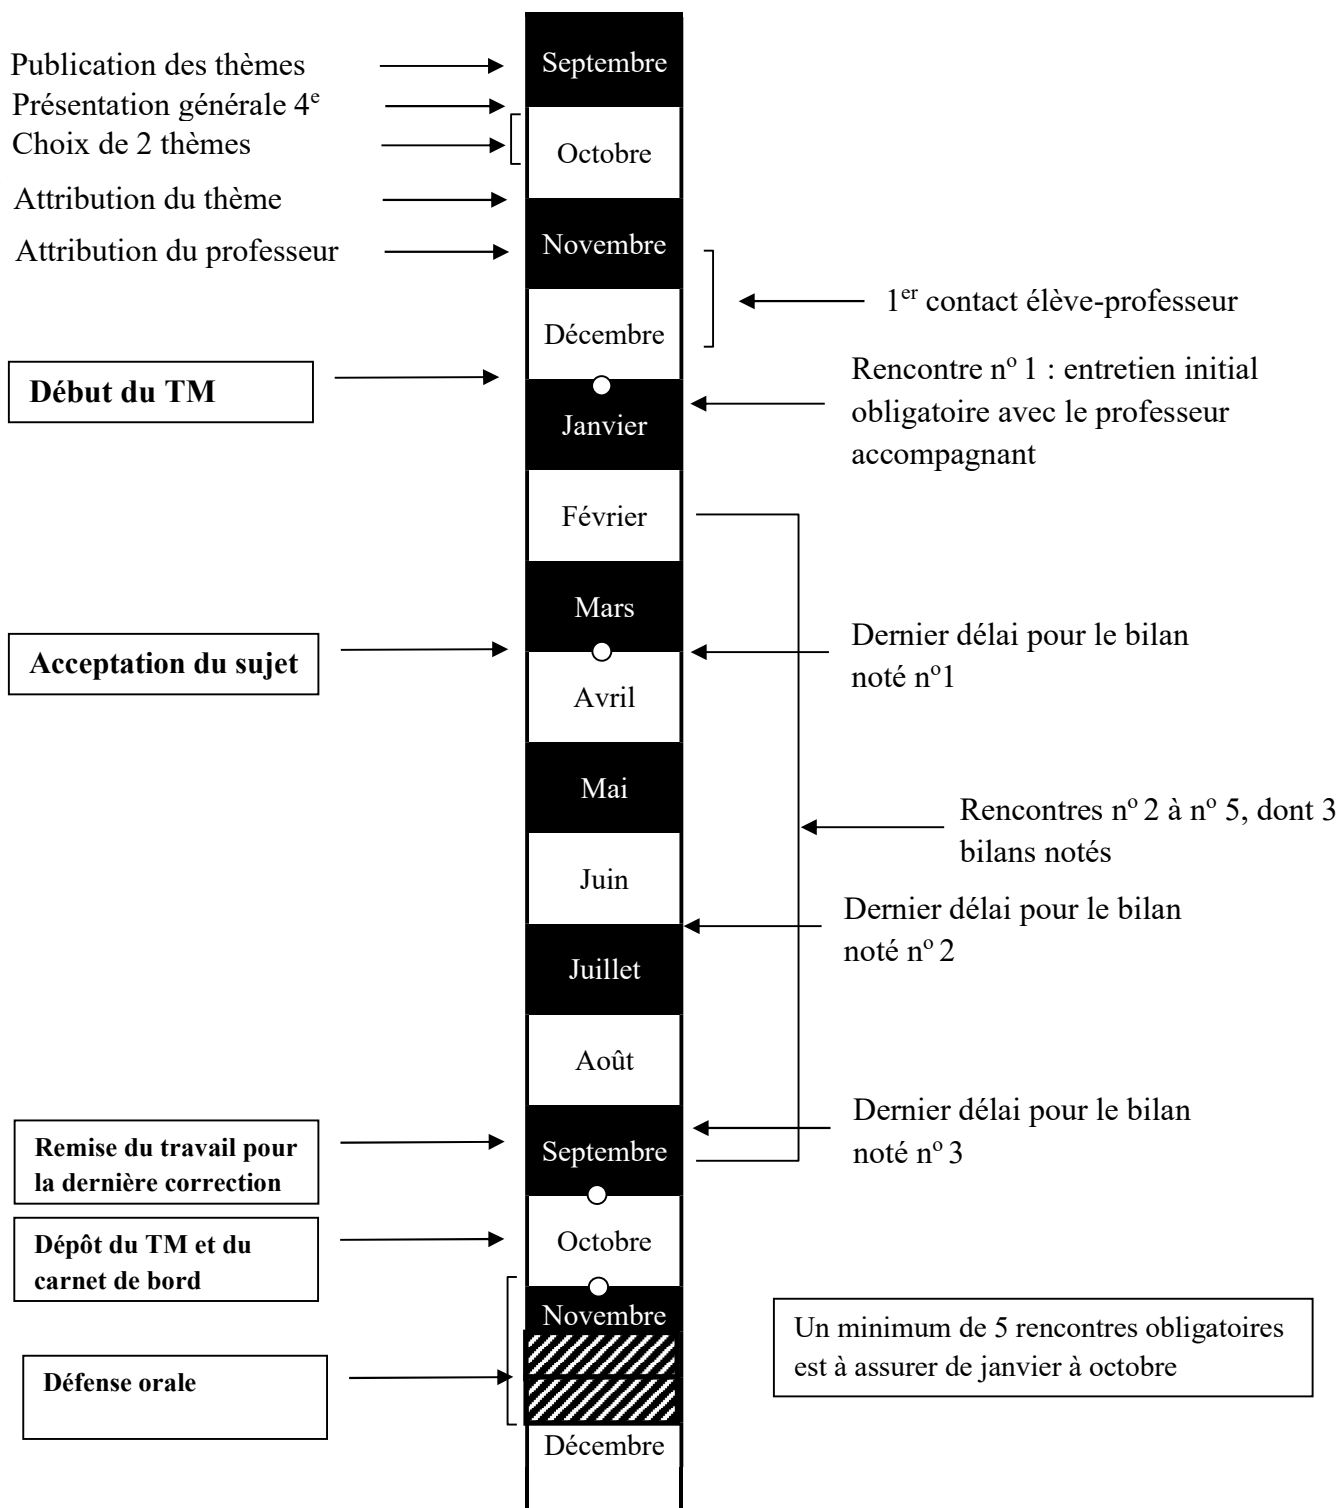 Publication des thèmes
Présentation générale 4e
Choix de 2 thèmes
Attribution du thème
Attribution du professeur
Début du TM
Acceptation du sujet
Remise du travail pour
la dernière correction
Dépôt du TM et du
carnet de bord
Défense orale
Septembre
Octobre
Novembre
Décembre
Janvier
Février
Mars
Avril
Mai
Juin
Juillet
Août
Septembre
Octobre
Novembre
Décembre
1er contact élève-professeur
Rencontre nº 1 : entretien initial
obligatoire avec le professeur
accompagnant
Dernier délai pour le bilan
noté nº1
Rencontres nº 2 à nº 5, dont 3
bilans notés
Dernier délai pour le bilan
noté nº 2
Dernier délai pour le bilan
noté nº 3
Un minimum de 5 rencontres obligatoires
est à assurer de janvier à octobre